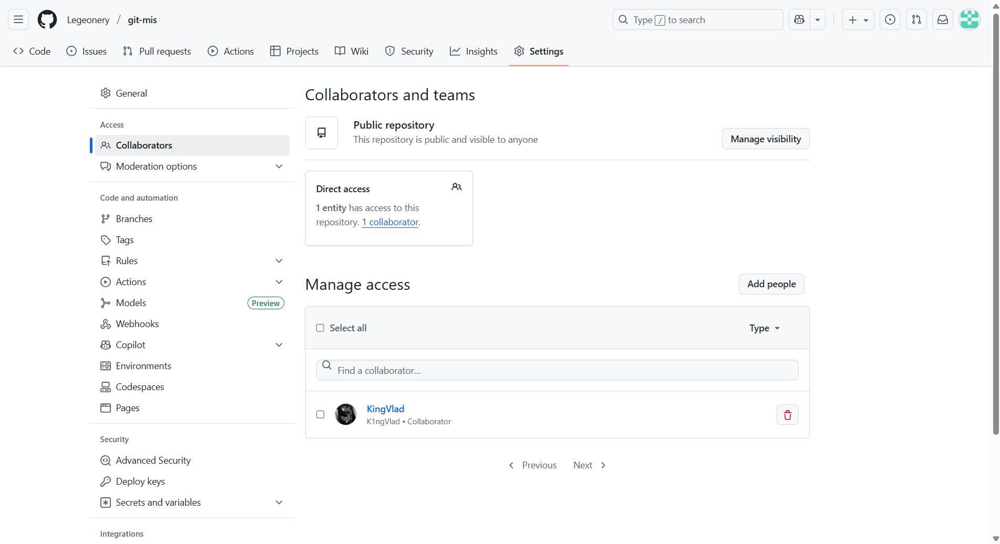 Legeonery / git-mis
Type / to search
Code
Issues
Pull requests
Actions
Projects
Wiki
Security
Insights
Settings
General
Access
Collaborators
Moderation options
Code and automation
Branches
Tags
Rules
Actions
Models
Preview
Webhooks
Copilot
Environments
Codespaces
Pages
Security
Advanced Security
Deploy keys
Secrets and variables
Integrations
Collaborators and teams
Public repository
This repository is public and visible to anyone
Manage visibility
Direct access
1 entity has access to this
repository. 1 collaborator.
Manage access
Add people
Select all
Type
Find a collaborator...
KingVlad
K1ngVlad • Collaborator
Previous
Next